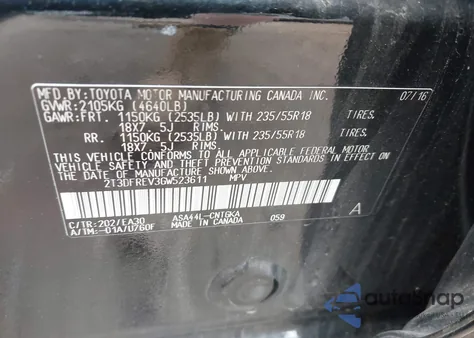 MFD. BY: TOYOTA MOTOR MANUFACTURING CANADA INC. 07/16
GVWR: 2105KG (4640LB)
GAWR: FRT. 1150KG (2535LB) WITH 235/55R18 TIRES.
18X7.5J RIMS.
RR. 1150KG (2535LB) WITH 235/55R18 TIRES.
18X7.5J RIMS.
THIS VEHICLE CONFORMS TO ALL APPLICABLE FEDERAL MOTOR
VEHICLE SAFETY AND THEFT PREVENTION STANDARDS
IN EFFECT ON THE DATE OF MANUFACTURE SHOWN ABOVE.
2T3DFREV3GW523611 MPV
C/TR: 202/EA30 ASA44L-CNTGKA 059
A/TM: -01A/U760F MADE IN CANADA A
autoSnap